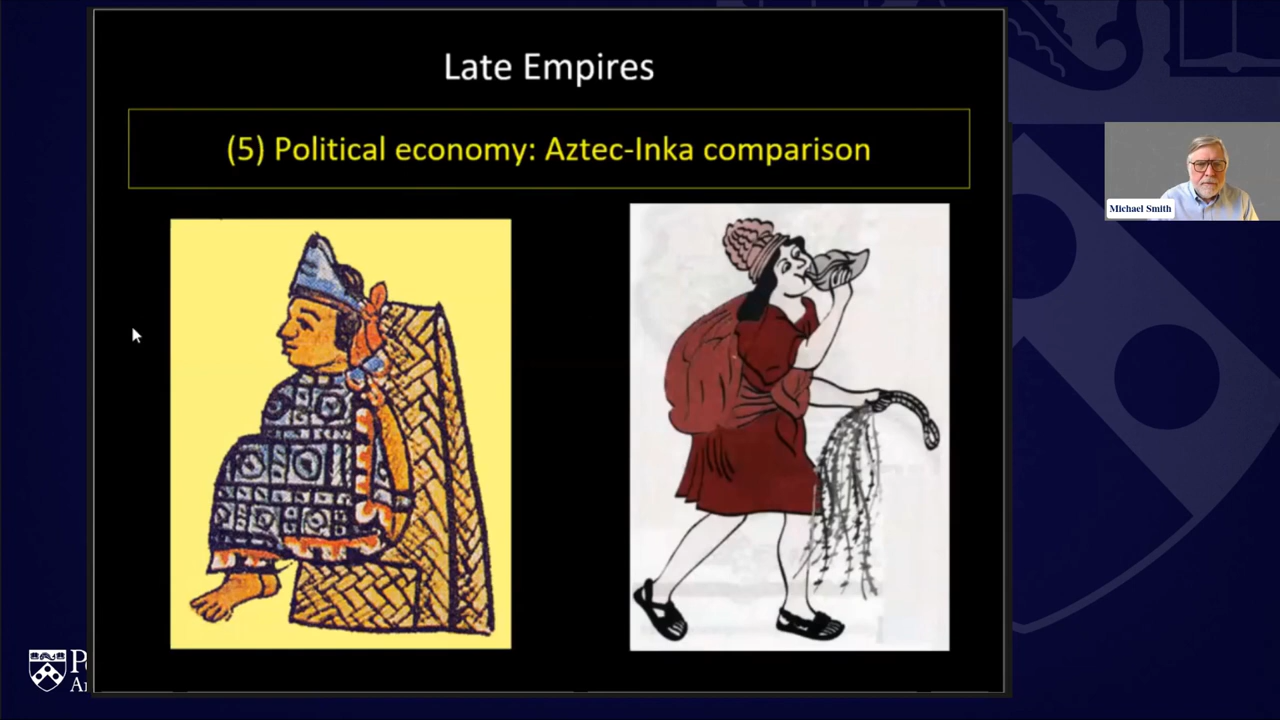 Late Empires
(5) Political economy: Aztec-Inka comparison
Michael Smith